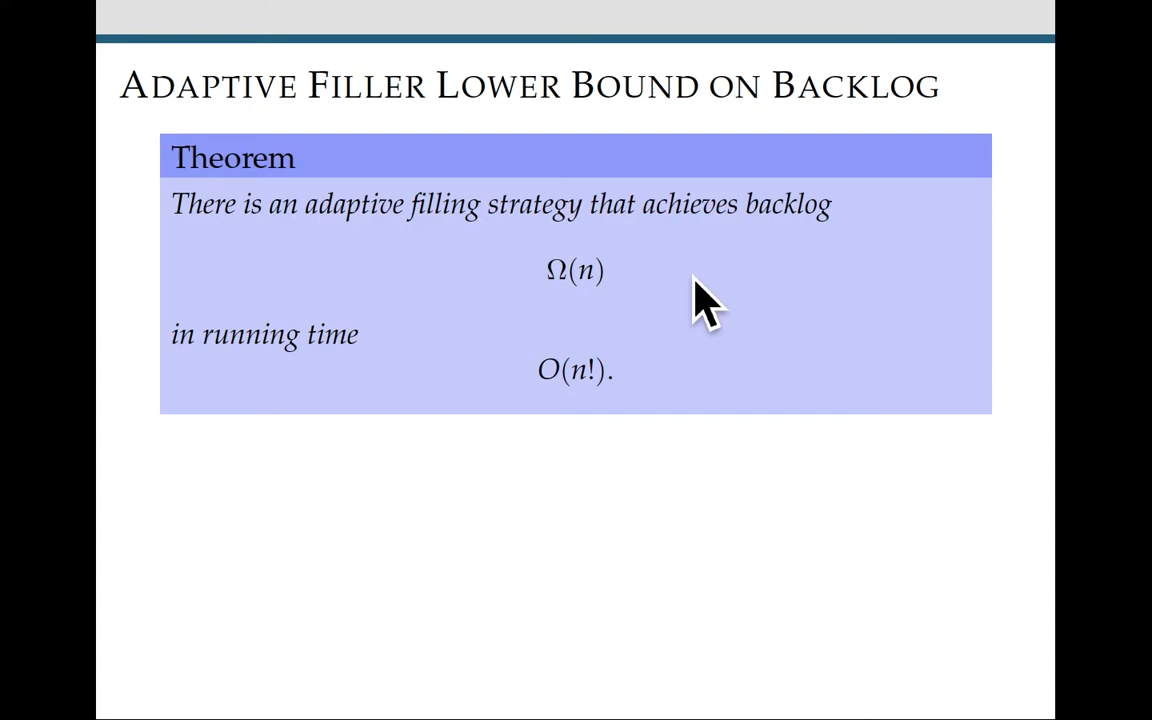 ADAPTIVE FILLER LOWER BOUND ON BACKLOG
Theorem
There is an adaptive filling strategy that achieves backlog
Ω(n)
in running time
O(n!).